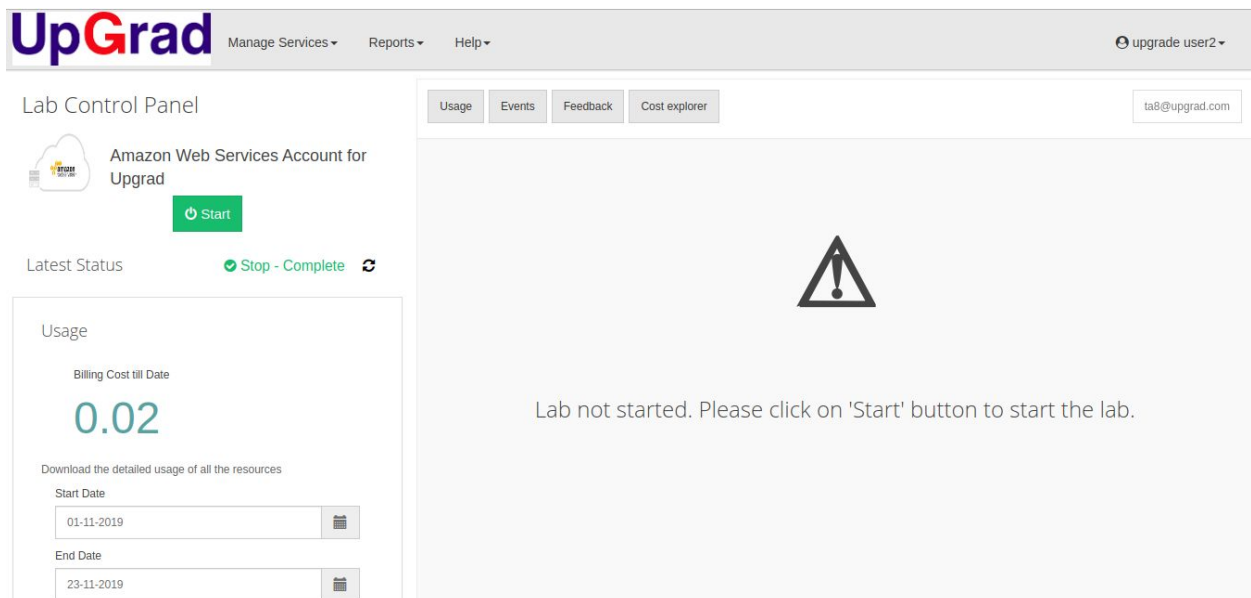 UpGrad
Manage Services
Reports
Help
upgrade user2
Lab Control Panel
Amazon Web Services Account for
Upgrad
Start
Latest Status
Stop - Complete
Usage
Billing Cost till Date
0.02
Download the detailed usage of all the resources
Start Date
01-11-2019
End Date
23-11-2019
Usage
Events
Feedback
Cost explorer
ta8@upgrad.com
Lab not started. Please click on 'Start' button to start the lab.